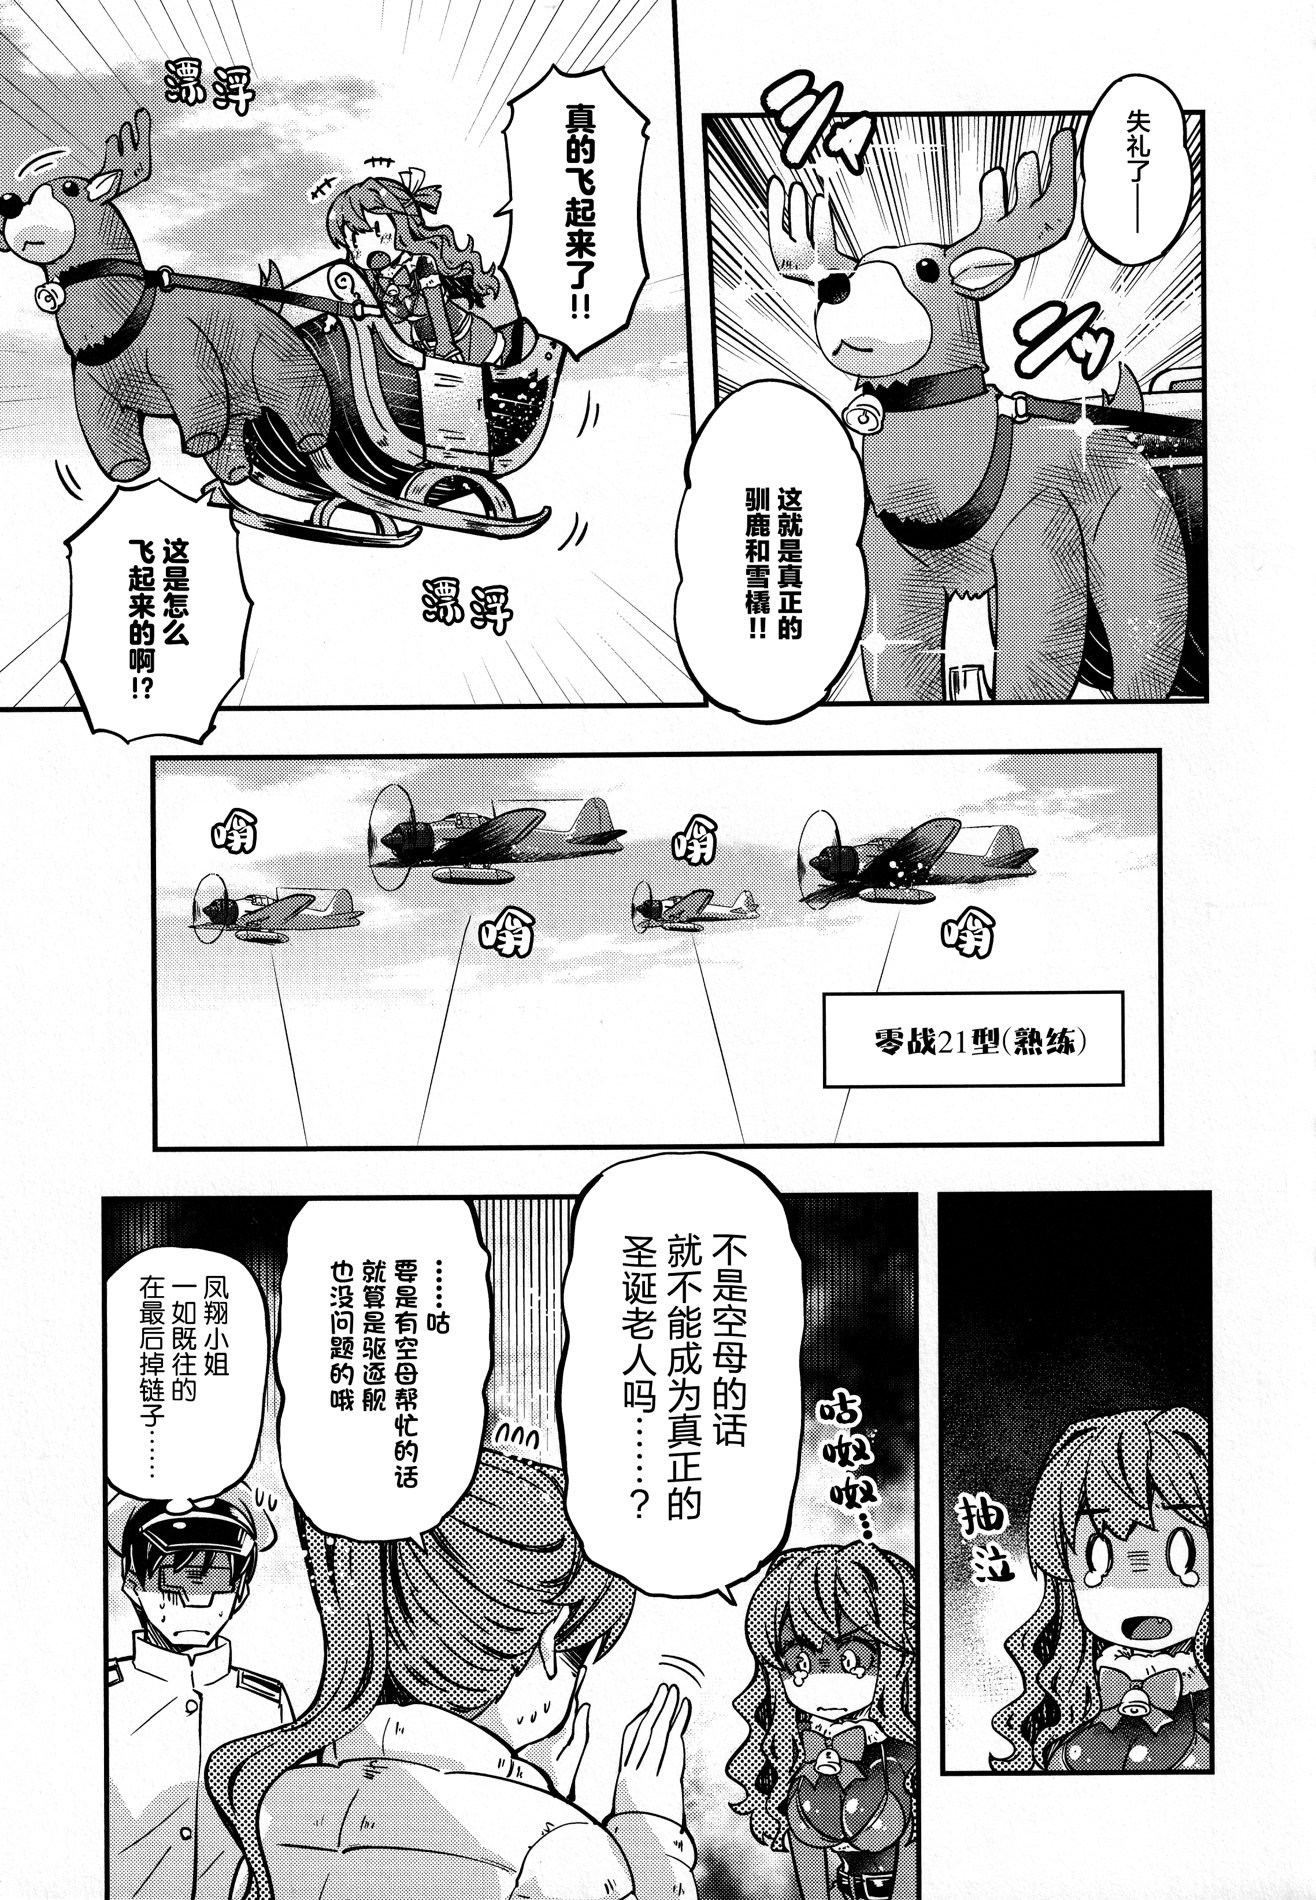 失礼了——
这就是真正的
驯鹿和雪橇!!
真的飞起来了!!
漂浮
这是怎么
飞起来的啊!?
漂浮
嗡
嗡
嗡
嗡
零战21型(熟练)
抽泣
不是空母的话
就不能成为真正的
圣诞老人吗……?
咕呶呶…
……咕
要是有空母帮忙的话
就算是驱逐舰
也没问题的哦
凤翔小姐
一如既往的
在最后掉链子……